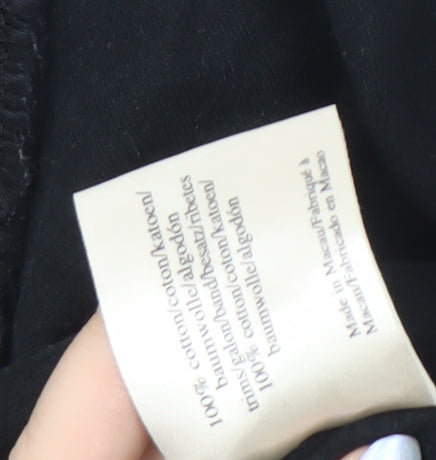 100% cotton/coton/katoen/
baumwolle/algodón
trims/galon/band/besatz/ribetes
100% cotton/coton/katoen/
baumwolle/algodón
Made in Macau/Fabriqué à
Macau/Fabricado en Macao